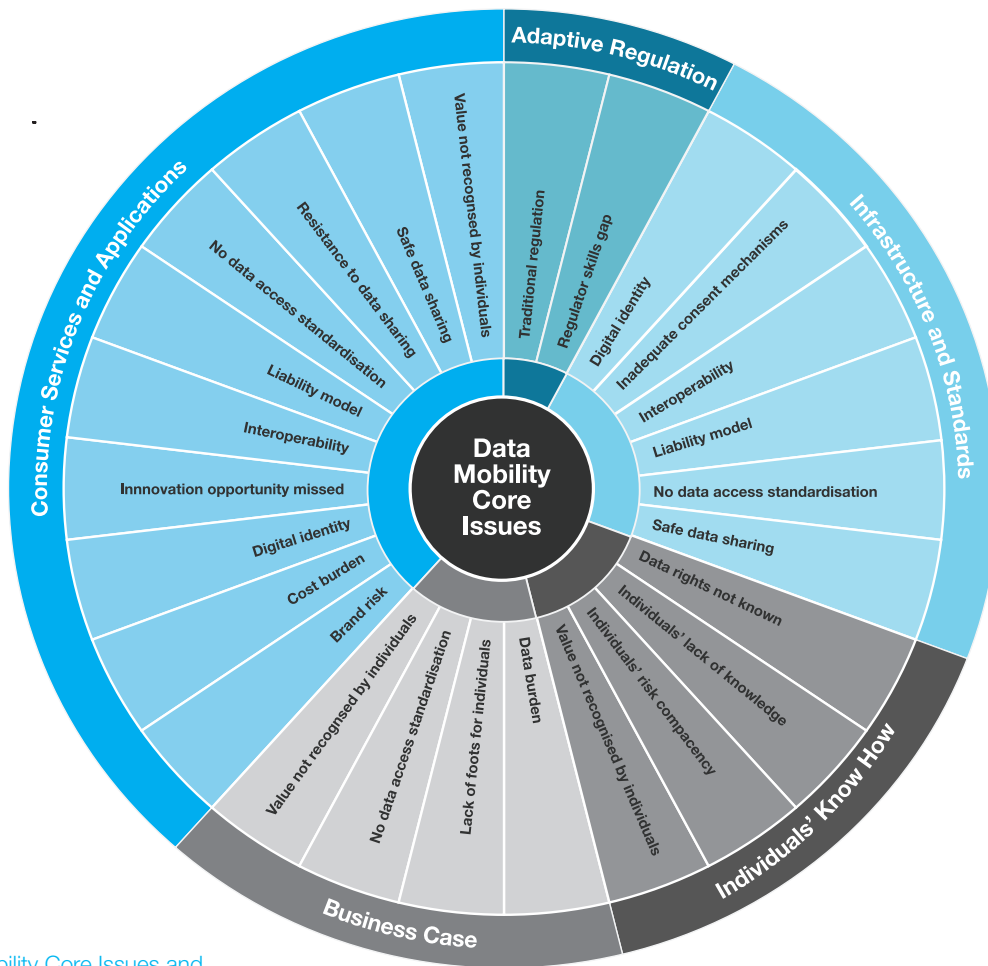 Adaptive Regulation
Traditional regulation
Regulator skills gap
Infrastructure and Standards
Digital identity
Inadequate consent mechanisms
Interoperability
Liability model
No data access standardisation
Safe data sharing
Individuals' Know How
Data rights not known
Individuals' lack of knowledge
Individuals' risk compacency
Value not recognised by individuals
Business Case
Data burden
Lack of foots for individuals
No data access standardisation
Value not recognsed by individuals
Consumer Services and Applications
Brand risk
Cost burden
Digital identity
Innnovation opportunity missed
Interoperability
Liability model
No data access standardisation
Resistance to data sharing
Safe data sharing
Value not recognsed by individuals
Data
Mobility
Core
Issues
Core Issues and